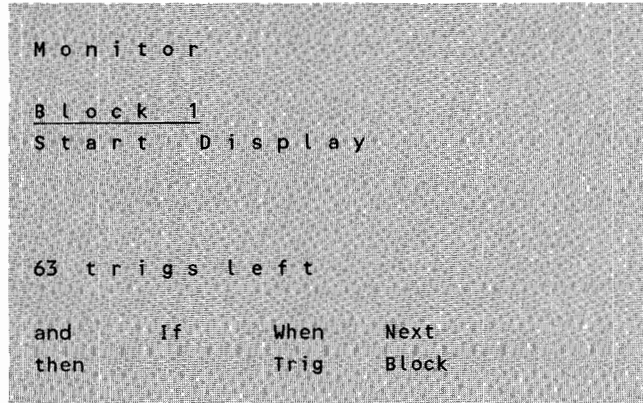 Monitor
Block 1
Start Display
63 trigs left
and If When Next
then Trig Block